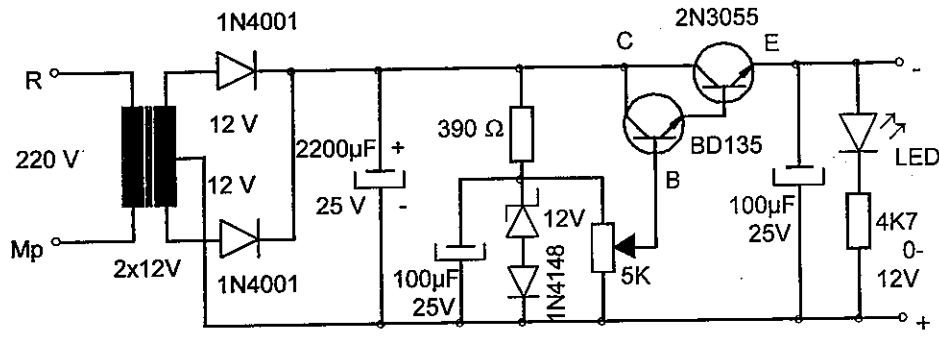 1N4001
2N3055
C
E
-
R
12 V
390 Ω
BD135
LED
220 V
12 V
2200µF +
25 V -
B
12V
100µF
25V
4K7
0-
12V
Mp
2x12V
1N4001
100µF
25V
1N4148
5K
+